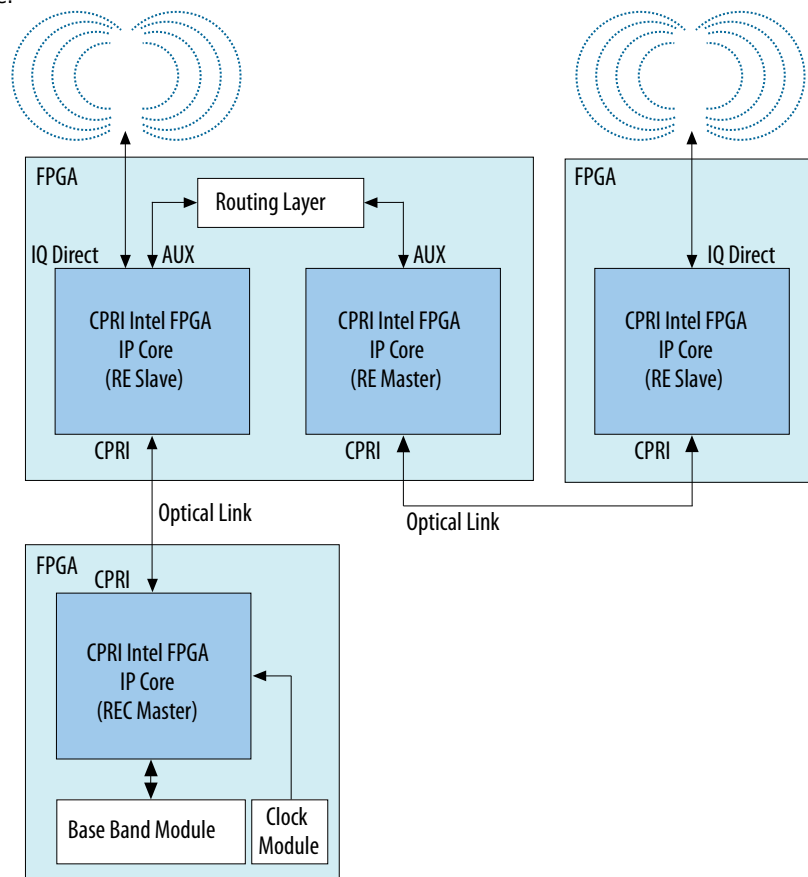 FPGA
Routing Layer
IQ Direct
AUX
AUX
CPRI Intel FPGA
IP Core
(RE Slave)
CPRI Intel FPGA
IP Core
(RE Master)
CPRI
CPRI
FPGA
IQ Direct
CPRI Intel FPGA
IP Core
(RE Slave)
CPRI
Optical Link
Optical Link
FPGA
CPRI
CPRI Intel FPGA
IP Core
(REC Master)
Base Band Module
Clock
Module